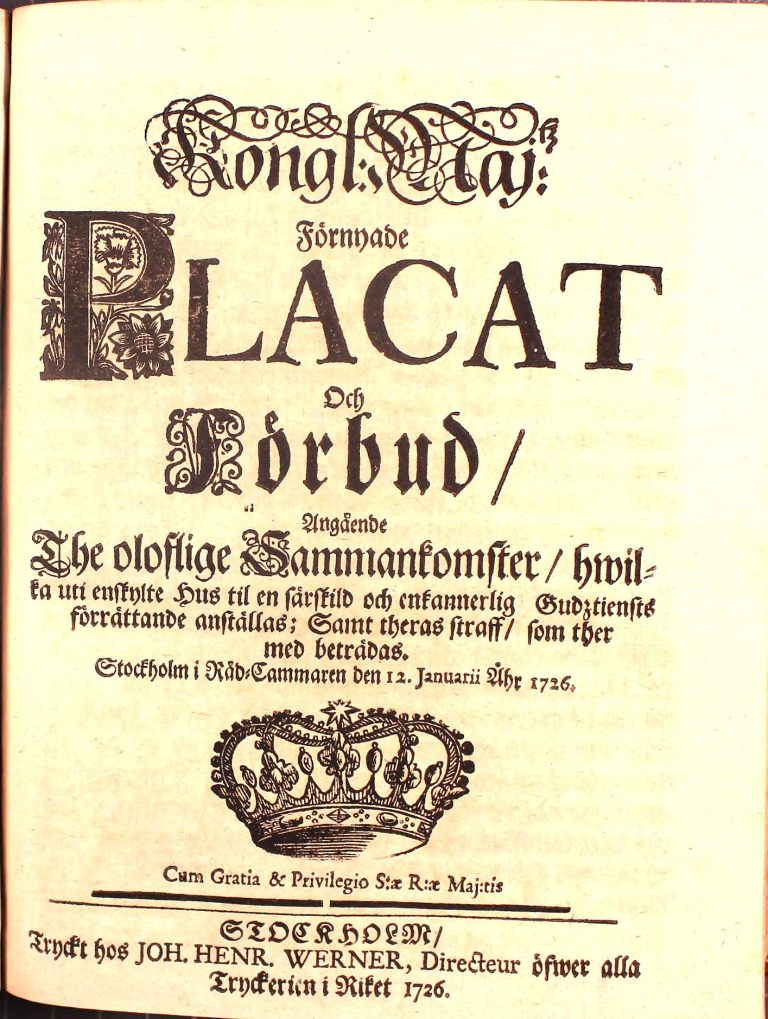 Kongl: Maj:tz
Förnyade
PLACAT
Och
Förbud/
Angående
The oloflige Sammankomster/ hwil-
ka uti enskylte Hus til en särskild och enkannerlig Gudztiensts
förrättande anställas; Samt theras straff/ som ther
med beträdas.
Stockholm i Råd-Cammaren den 12. Januarii Åhr 1726.
Cum Gratia & Privilegio S:æ R:æ Maj:tis
STOCKHOLM/
Tryckt hos JOH. HENR. WERNER, Directeur öfwer alla
Tryckerien i Riket 1726.